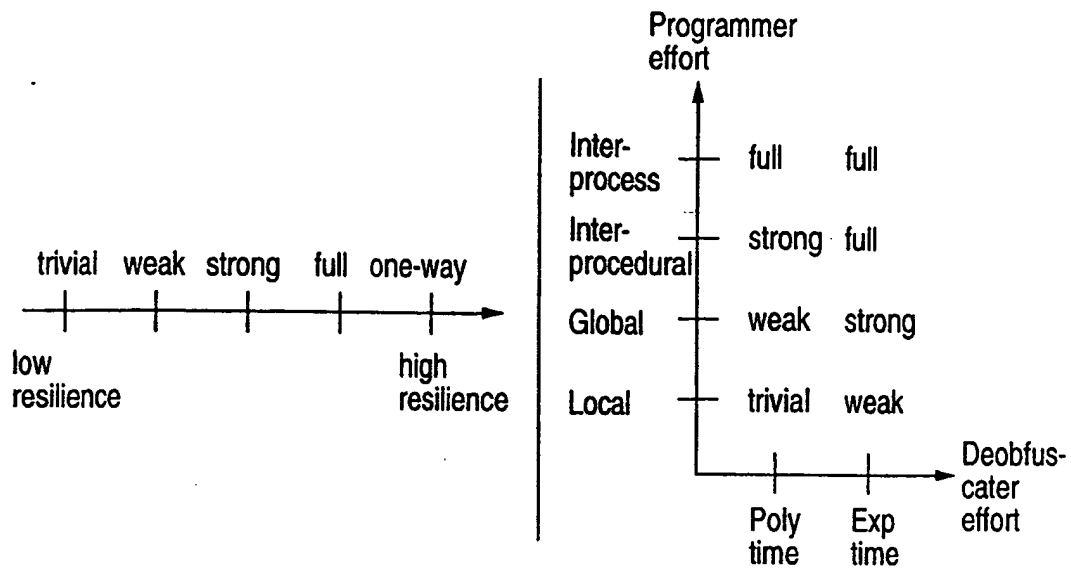 trivial weak strong full one-way
low
resilience
high
resilience
Programmer
effort
Inter-
process
full full
Inter-
procedural
strong full
Global
weak strong
Local
trivial weak
Poly
time
Exp
time
Deobfus-
cater
effort